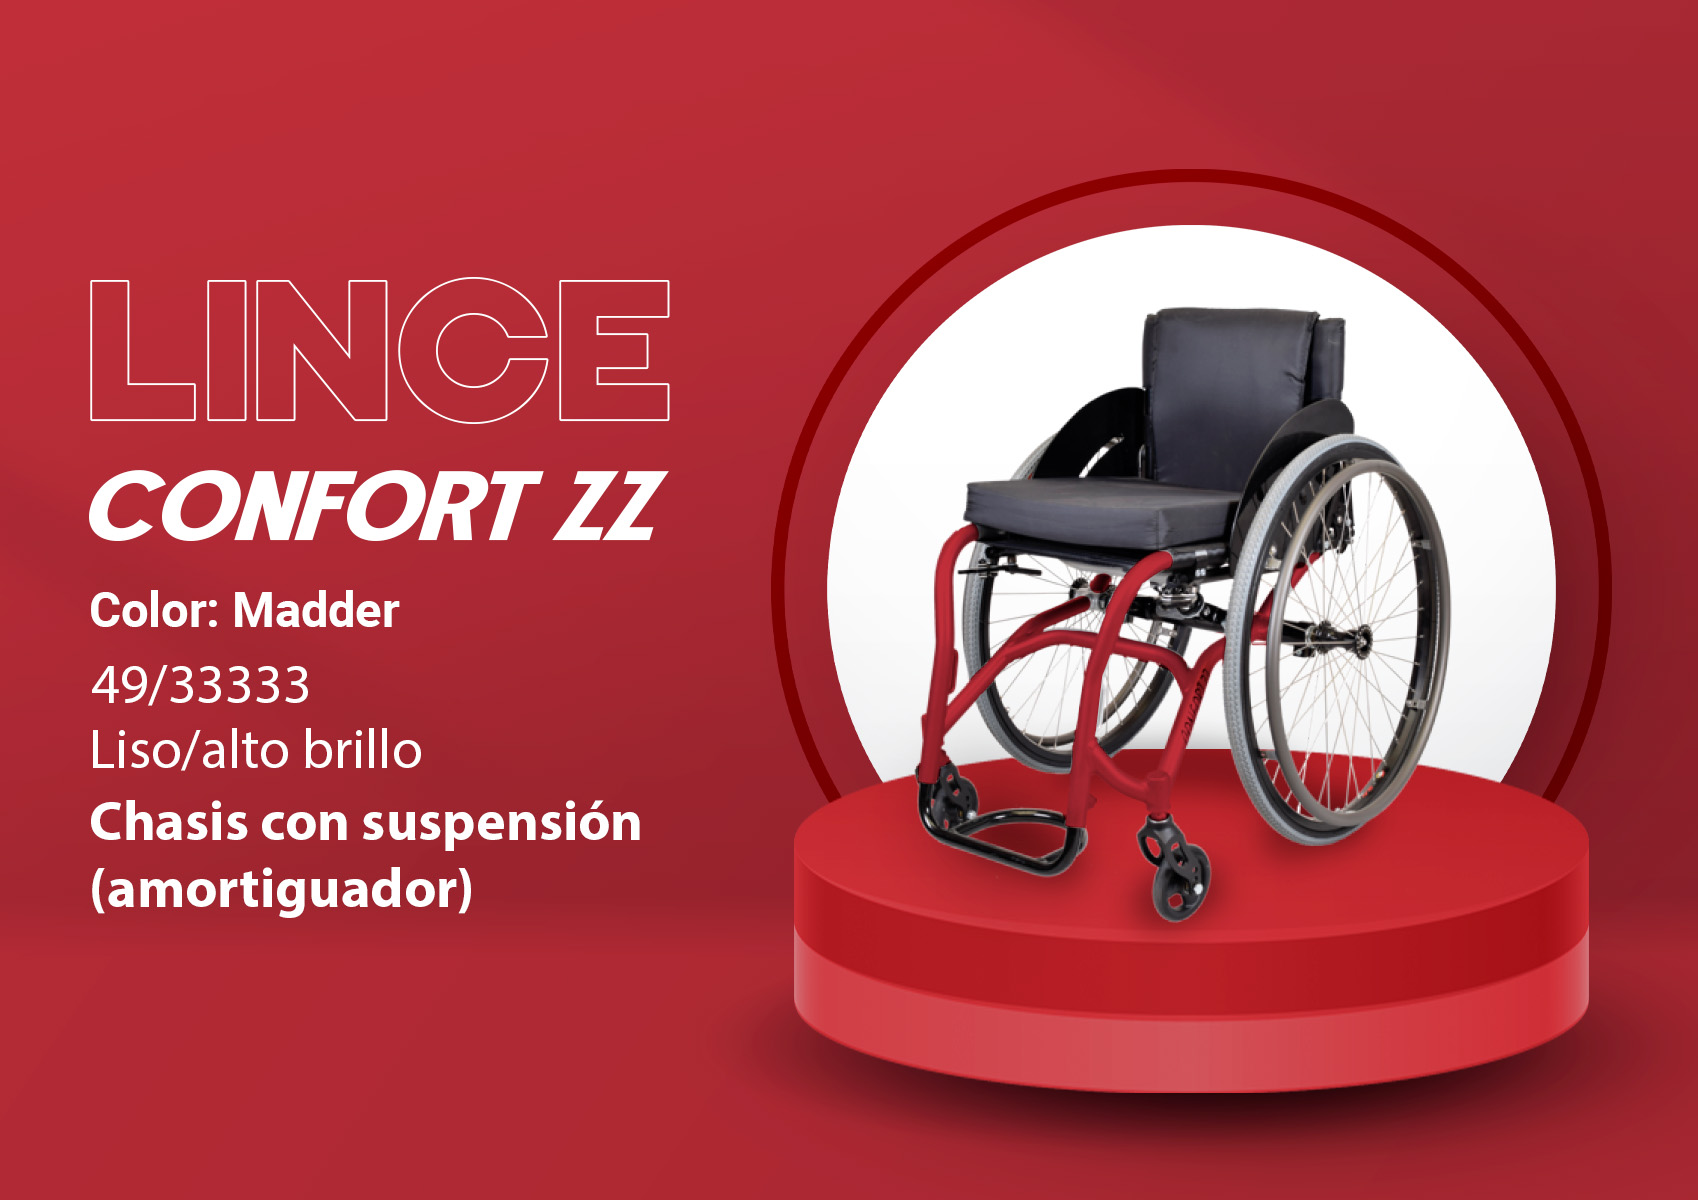 LINCE
CONFORT ZZ
Color: Madder
49/33333
Liso/alto brillo
Chasis con suspensión
(amortiguador)